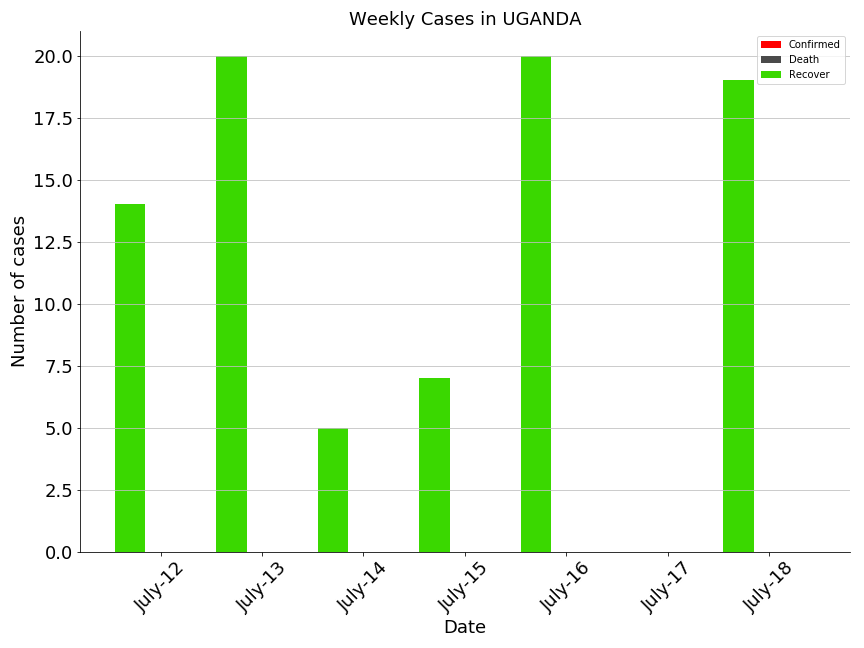 Weekly Cases in UGANDA
Confirmed
Death
Recover
Number of cases
20.0
17.5
15.0
12.5
10.0
7.5
5.0
2.5
0.0
July-12
July-13
July-14
July-15
July-16
July-17
July-18
Date